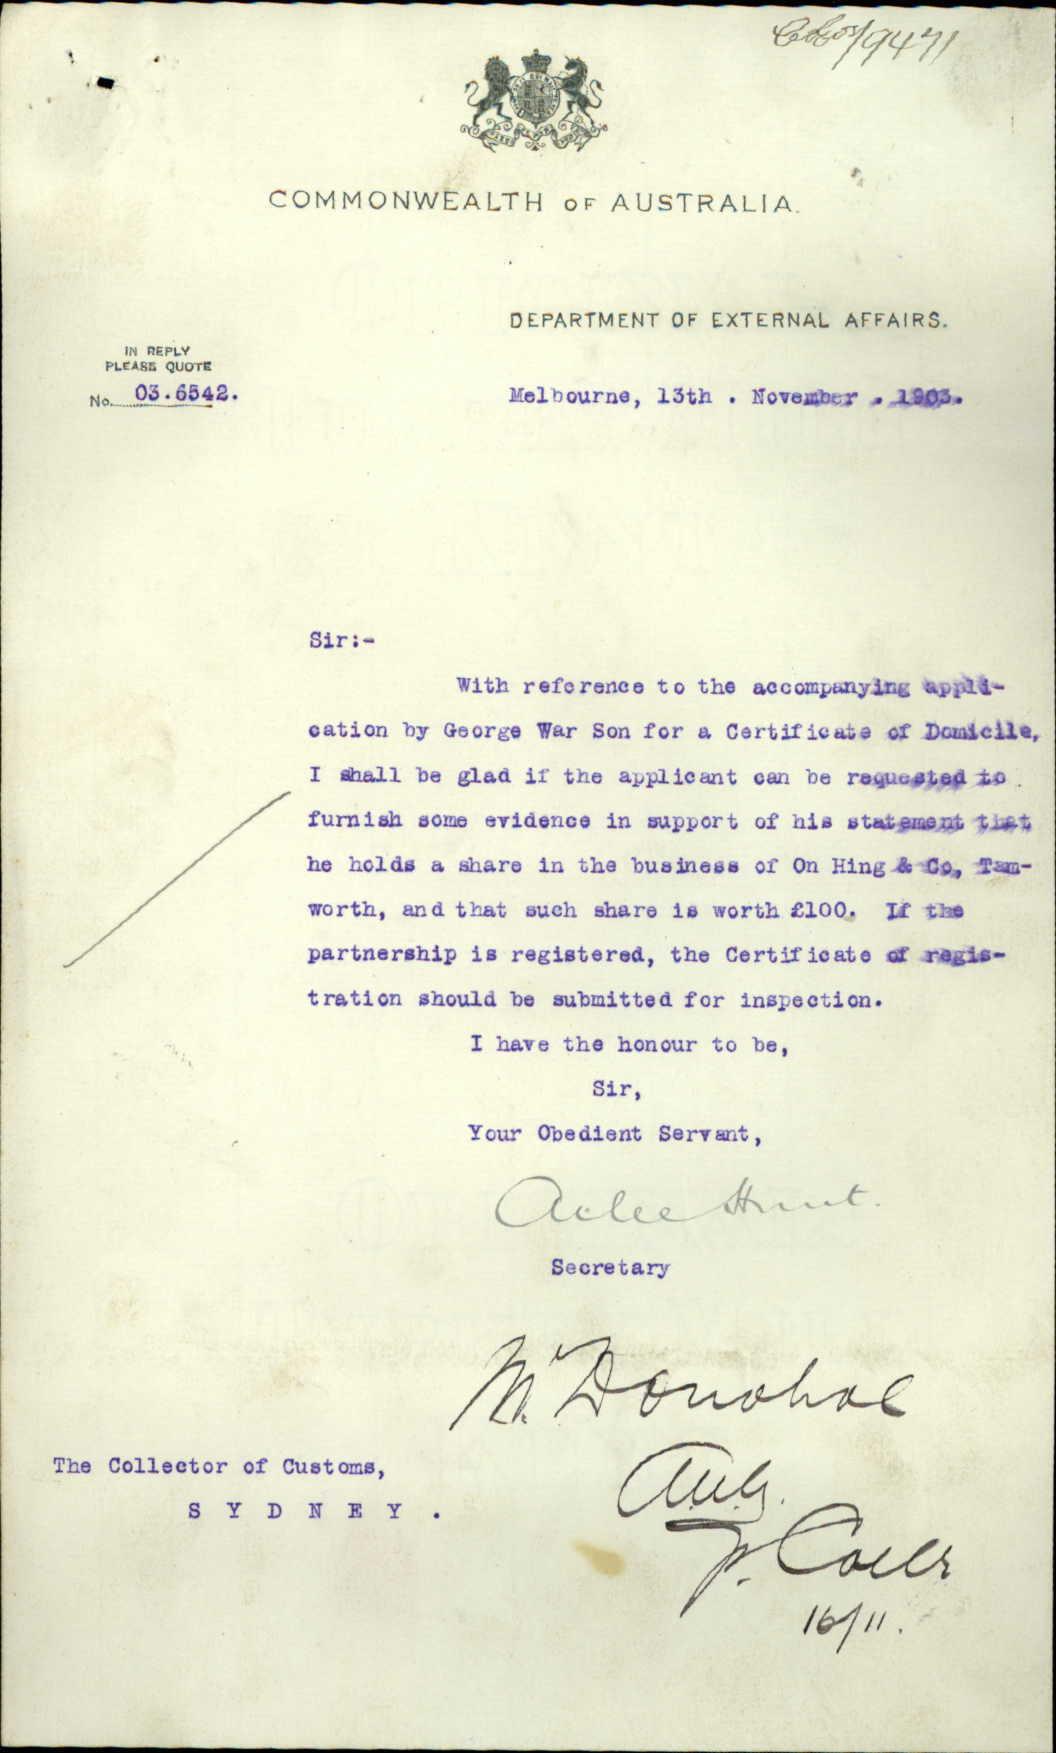 /9471
COMMONWEALTH OF AUSTRALIA.
DEPARTMENT OF EXTERNAL AFFAIRS.
IN REPLY
PLEASE QUOTE
No. 03.6542.
Melbourne, 13th . November . 1903.
Sir:-
With reference to the accompanying appli-
cation by George War Son for a Certificate of Domicile,
I shall be glad if the applicant can be requested to
furnish some evidence in support of his statement that
he holds a share in the business of On Hing & Co, Tam-
worth, and that such share is worth £100. If the
partnership is registered, the Certificate of regis-
tration should be submitted for inspection.
I have the honour to be,
Sir,
Your Obedient Servant,
Atlee Hunt.
Secretary
Mr Donohoe
The Collector of Customs,
S Y D N E Y .
p. Collr
16/11.